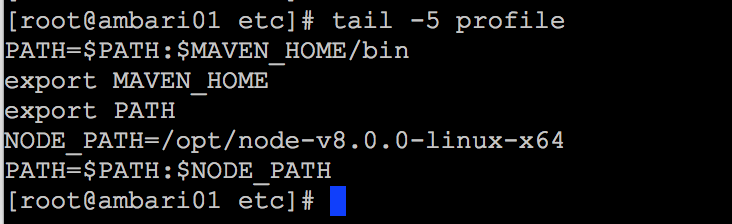 [root@ambari01 etc]# tail -5 profile
PATH=$PATH:$MAVEN_HOME/bin
export MAVEN_HOME
export PATH
NODE_PATH=/opt/node-v8.0.0-linux-x64
PATH=$PATH:$NODE_PATH
[root@ambari01 etc]#